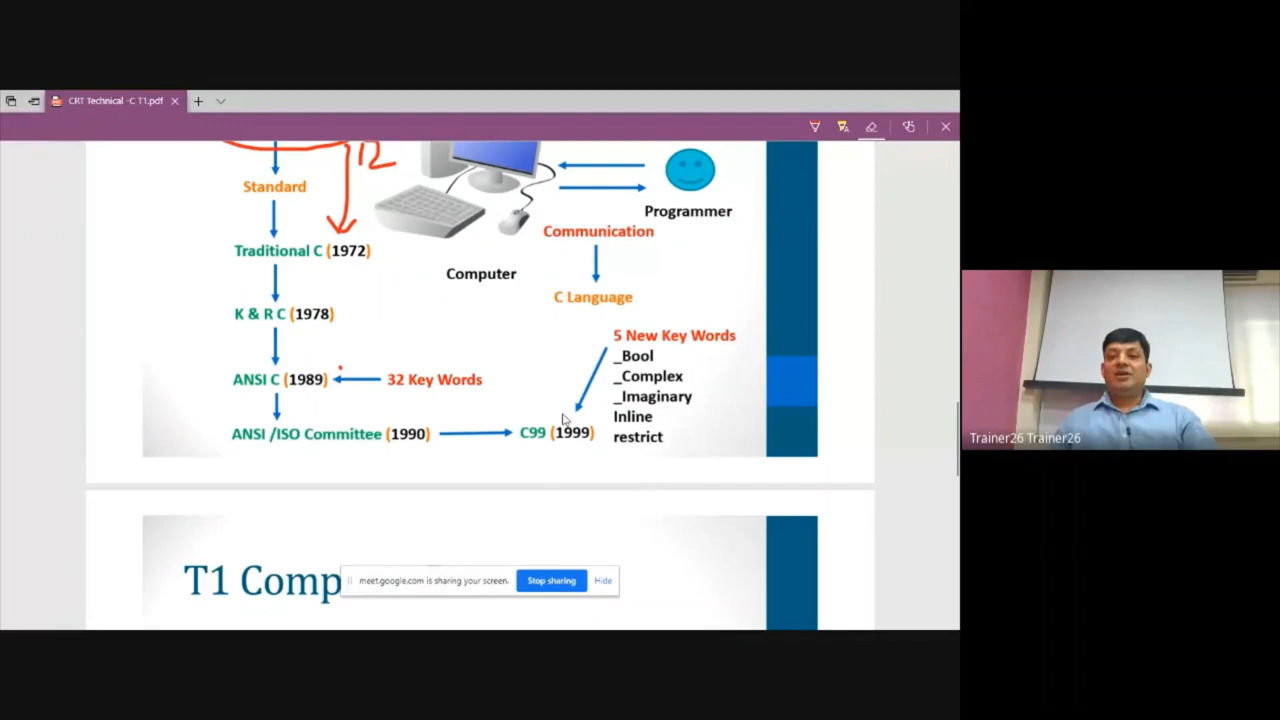 CRT Technical -C T1.pdf
12
Standard
Programmer
Communication
Traditional C (1972)
Computer
C Language
K & R C (1978)
5 New Key Words
_Bool
_Complex
_Imaginary
Inline
restrict
ANSI C (1989)
32 Key Words
ANSI /ISO Committee (1990)
C99 (1999)
Trainer26 Trainer26
T1 Comp
meet.google.com is sharing your screen.
Stop sharing
Hide